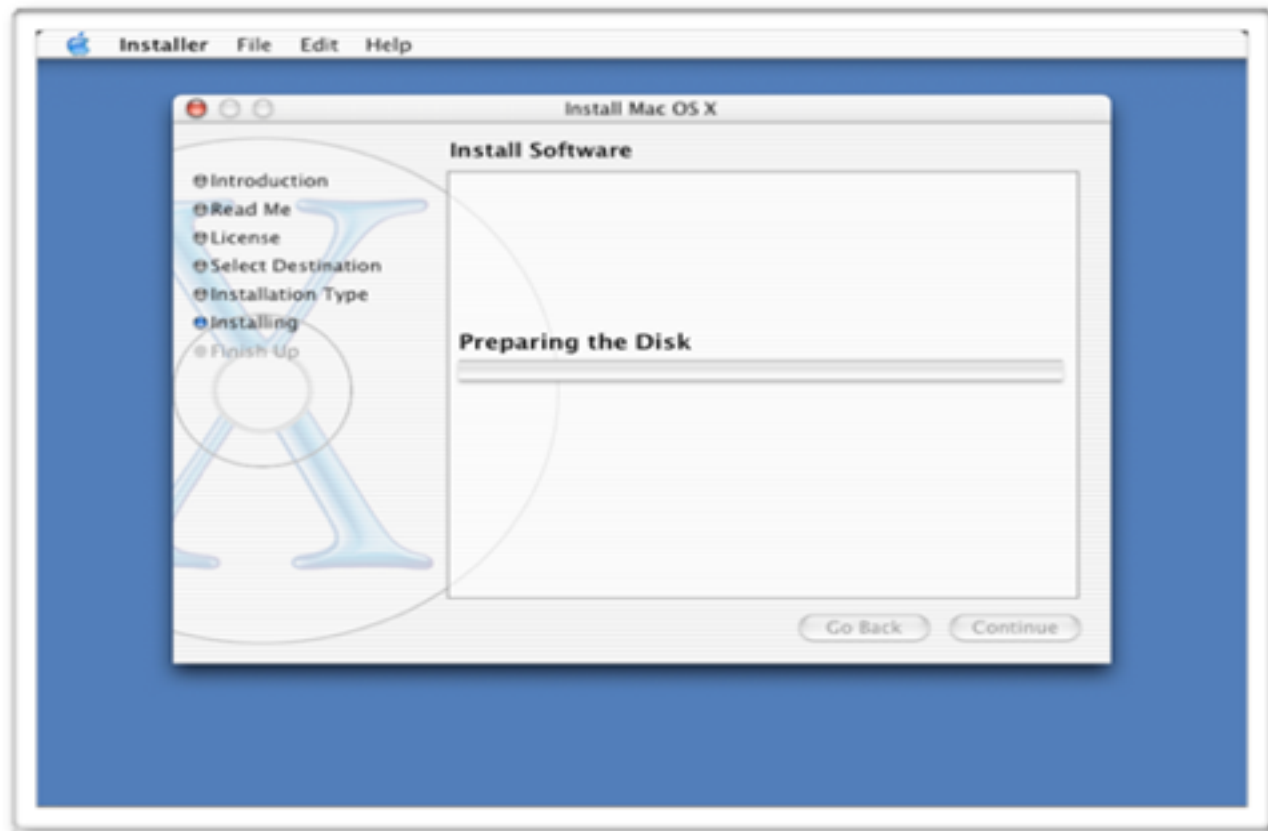 Installer File Edit Help
Install Mac OS X
Install Software
Introduction
Read Me
License
Select Destination
Installation Type
Installing
Finish Up
Preparing the Disk
Go Back Continue